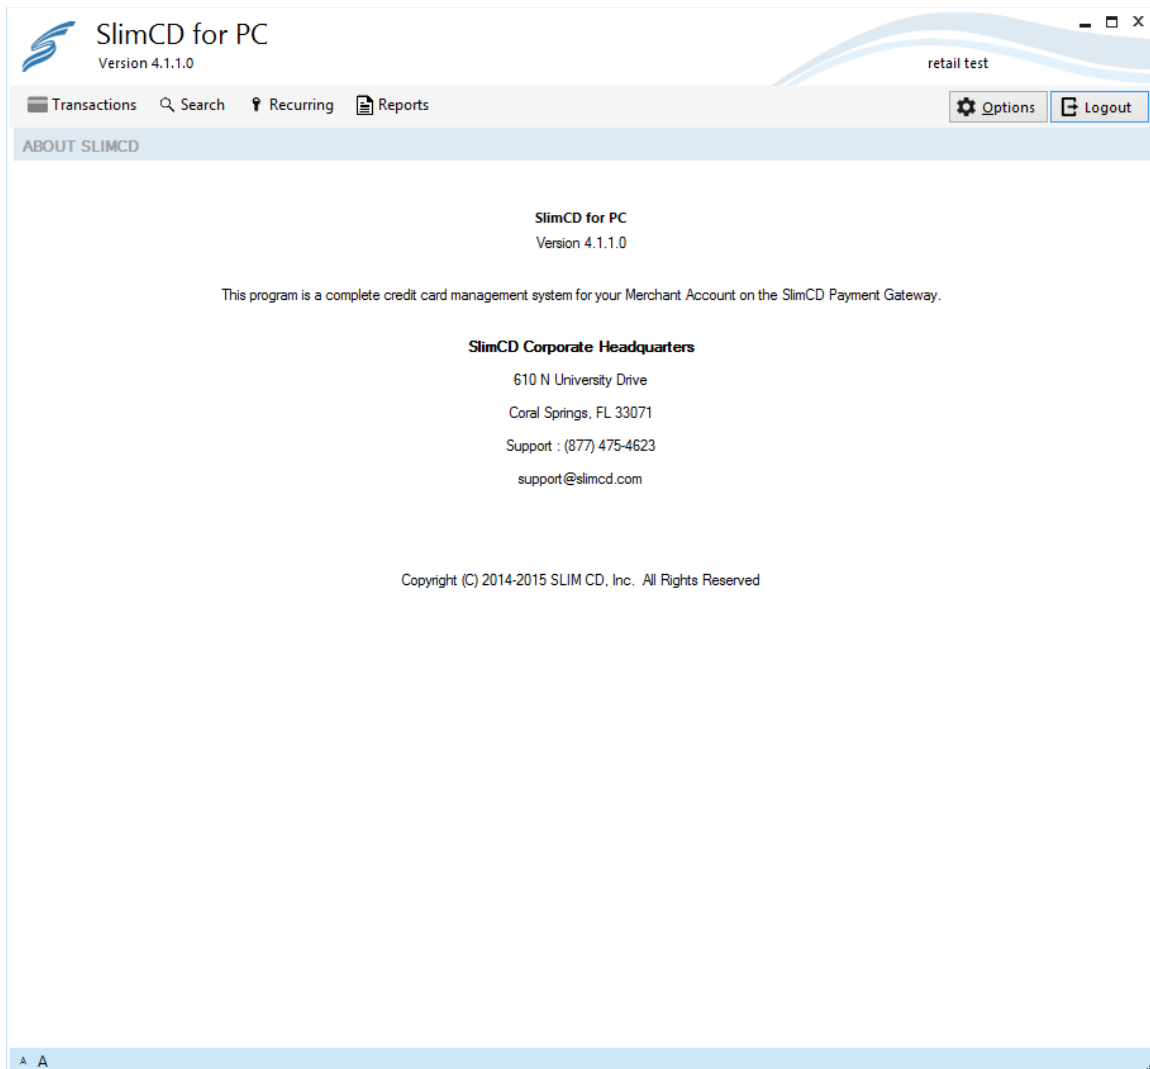 SlimCD for PC
Version 4.1.1.0
retail test
Transactions Search Recurring Reports Options Logout
ABOUT SLIMCD
SlimCD for PC
Version 4.1.1.0
This program is a complete credit card management system for your Merchant Account on the SlimCD Payment Gateway.
SlimCD Corporate Headquarters
610 N University Drive
Coral Springs, FL 33071
Support : (877) 475-4623
support@slimcd.com
Copyright (C) 2014-2015 SLIM CD, Inc.  All Rights Reserved
A A